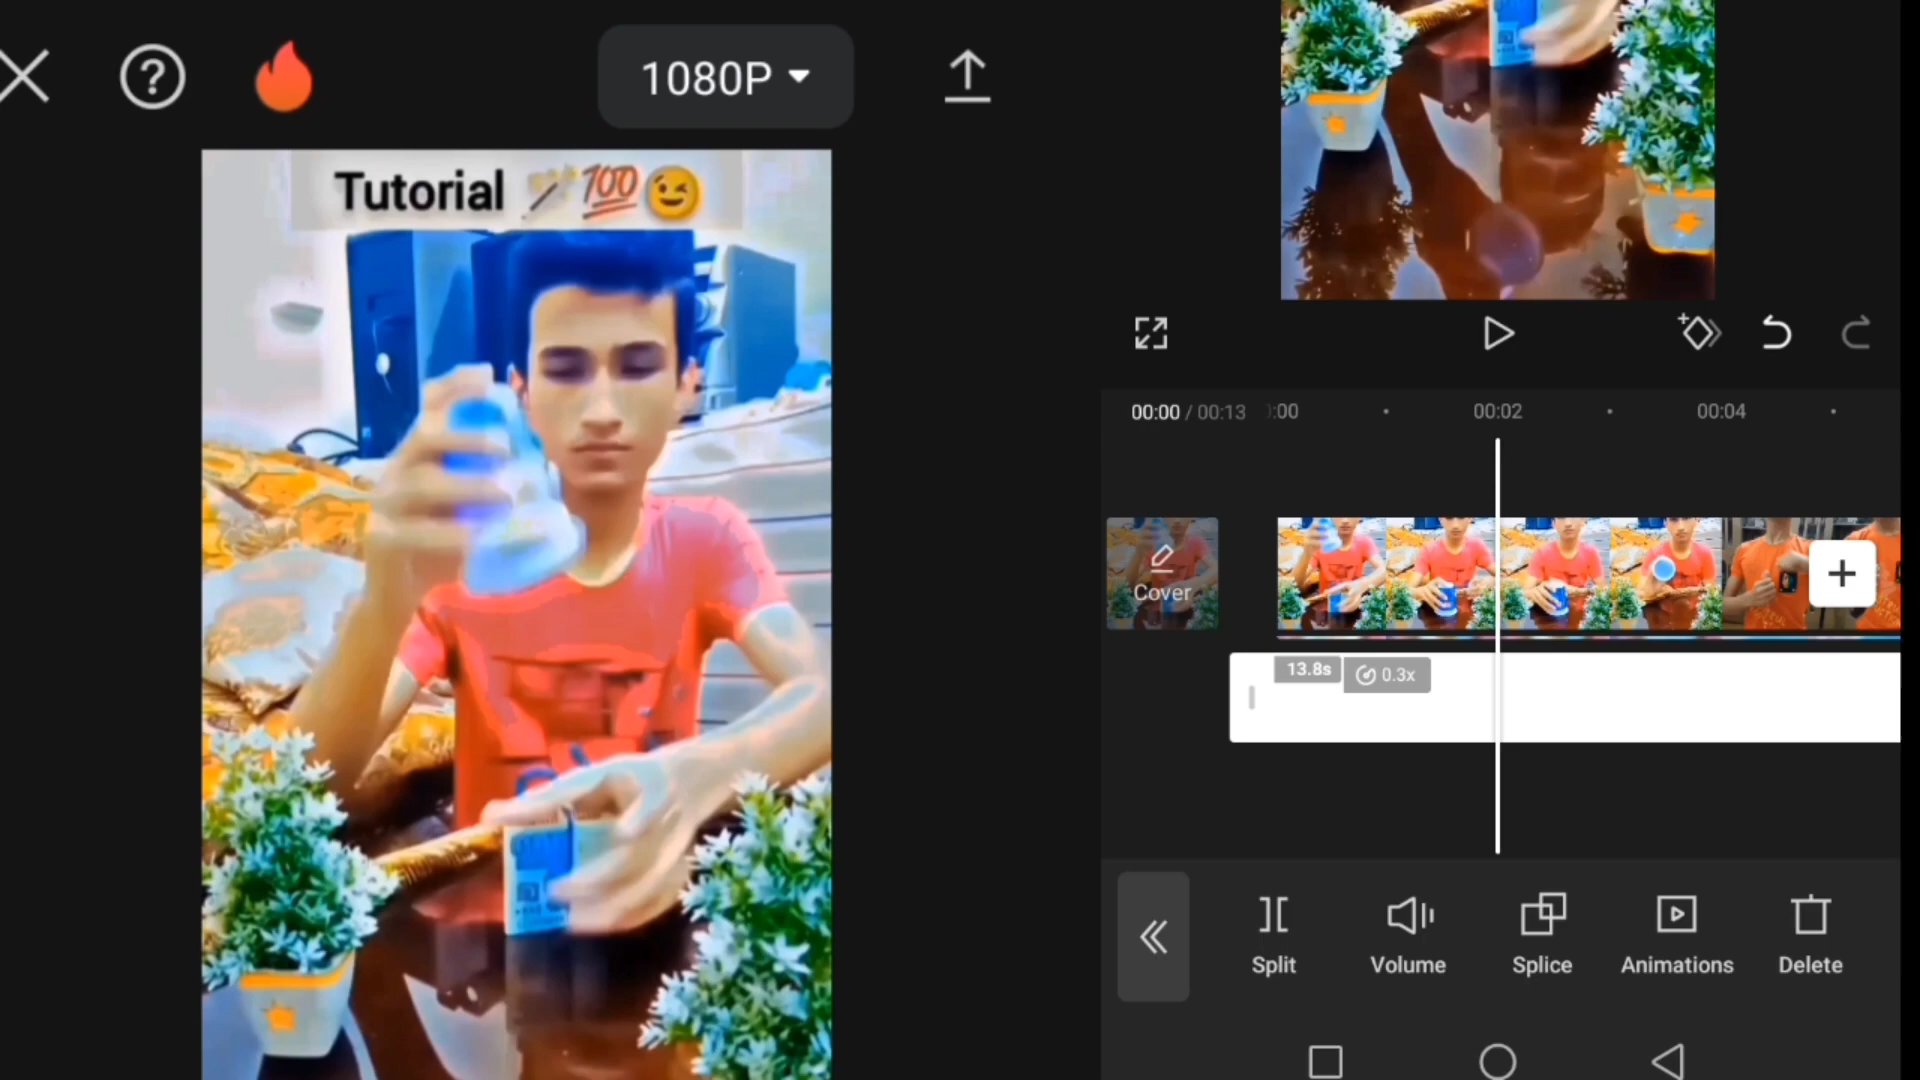 1080P
Tutorial 🪄💯😉
00:00 / 00:13 :00 00:02 00:04
Cover
13.8s 0.3x
Split Volume Splice Animations Delete